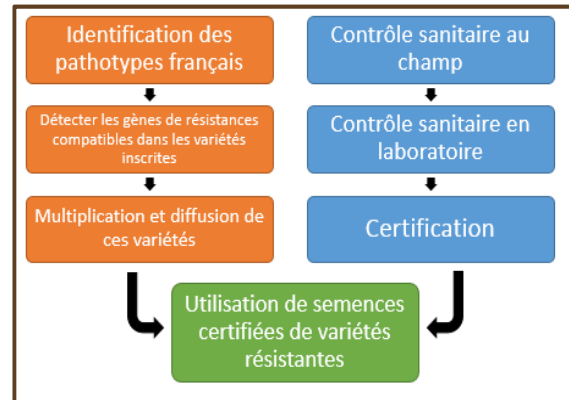 Identification des
pathotypes français
Détecter les gènes de résistances
compatibles dans les variétés
inscrites
Multiplication et diffusion de
ces variétés
Contrôle sanitaire au
champ
Contrôle sanitaire en
laboratoire
Certification
Utilisation de semences
certifiées de variétés
résistantes